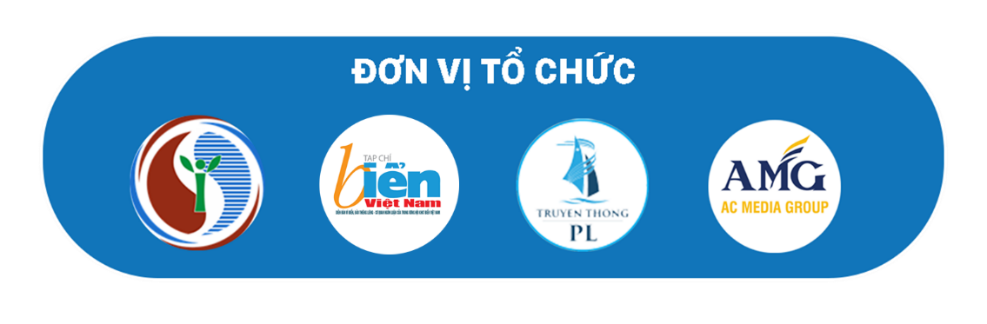 ĐƠN VỊ TỔ CHỨC
TẠP CHÍ
biển
Việt Nam
TRUYEN THONG
PL
AMG
AC MEDIA GROUP